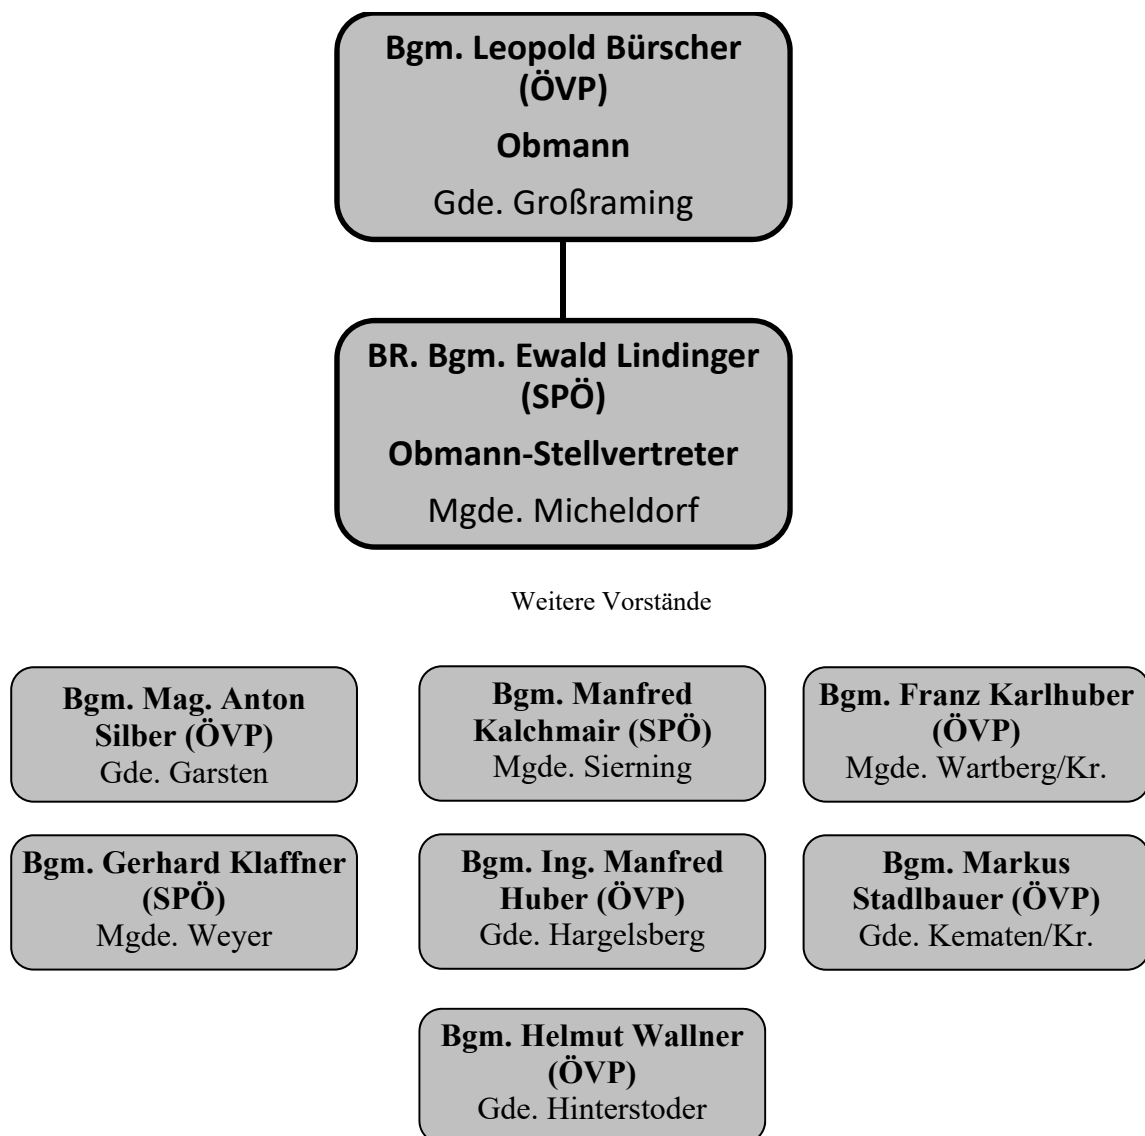 Bgm. Leopold Bürscher
(ÖVP)
Obmann
Gde. Großraming
BR. Bgm. Ewald Lindinger
(SPÖ)
Obmann-Stellvertreter
Mgde. Micheldorf
Weitere Vorstände
Bgm. Mag. Anton
Silber (ÖVP)
Gde. Garsten
Bgm. Manfred
Kalchmair (SPÖ)
Mgde. Sierning
Bgm. Franz Karlhuber
(ÖVP)
Mgde. Wartberg/Kr.
Bgm. Gerhard Klaffner
(SPÖ)
Mgde. Weyer
Bgm. Ing. Manfred
Huber (ÖVP)
Gde. Hargelsberg
Bgm. Markus
Stadlbauer (ÖVP)
Gde. Kematen/Kr.
Bgm. Helmut Wallner
(ÖVP)
Gde. Hinterstoder